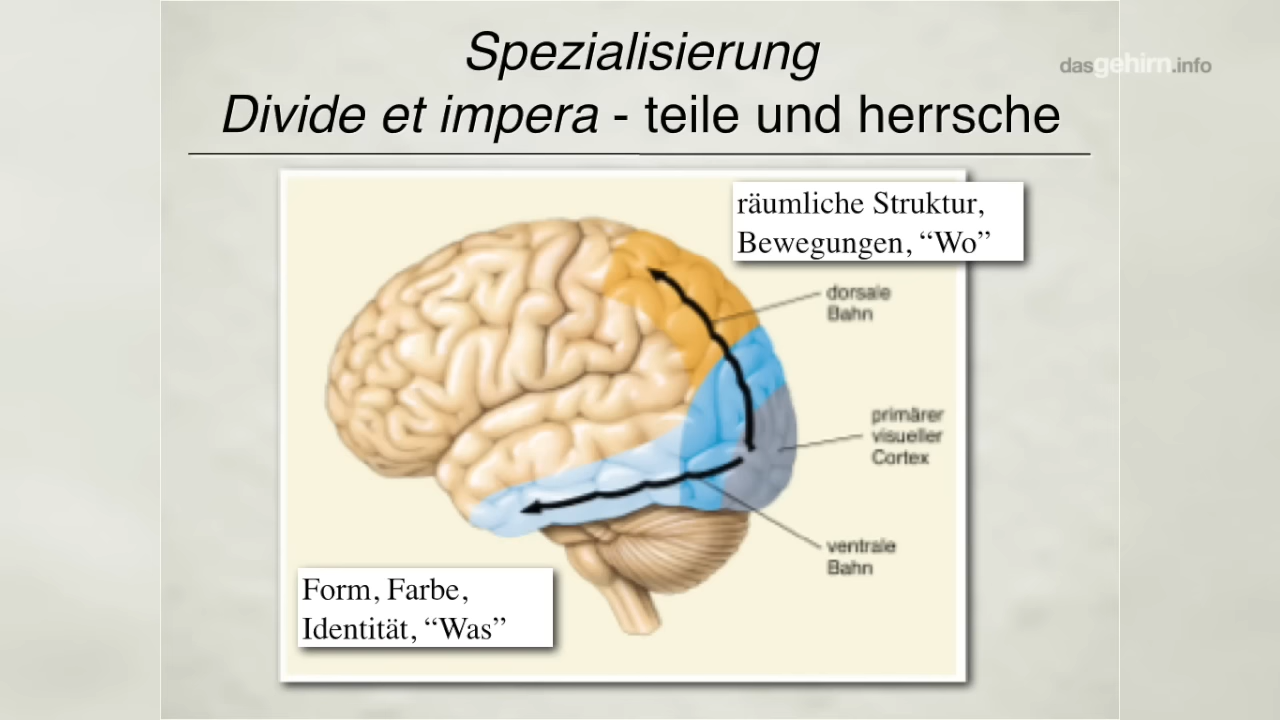 Spezialisierung
Divide et impera - teile und herrsche
dasgehirn.info
räumliche Struktur,
Bewegungen, “Wo”
dorsale
Bahn
primärer
visueller
Cortex
ventrale
Bahn
Form, Farbe,
Identität, “Was”